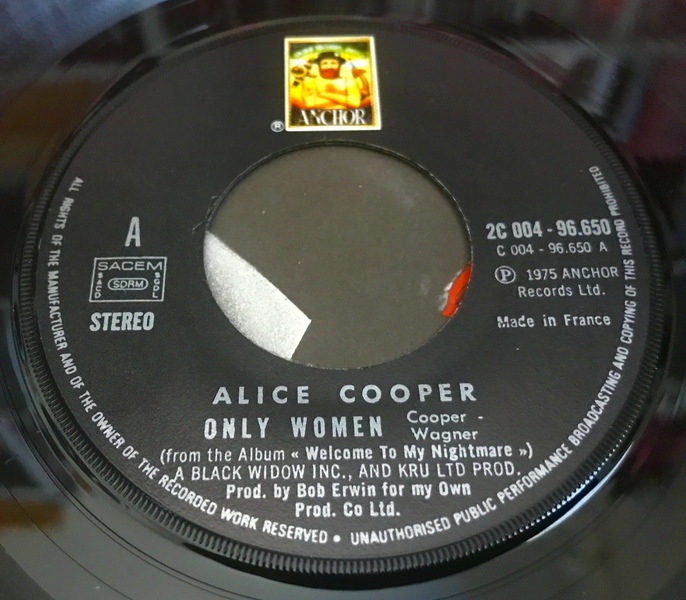 ANCHOR
®
A
SACEM
SACD SDRM SGDL
STEREO
2C 004 - 96.650
C 004 - 96.650 A
Ⓟ 1975 ANCHOR
Records Ltd.
Made in France
ALICE COOPER
ONLY WOMEN Cooper -
Wagner
(from the Album « Welcome To My Nightmare »)
A BLACK WIDOW INC., AND KRU LTD PROD.
Prod. by Bob Erwin for my Own
Prod. Co Ltd.
ALL RIGHTS OF THE MANUFACTURER AND OF THE OWNER OF THE RECORDED WORK RESERVED • UNAUTHORISED PUBLIC PERFORMANCE BROADCASTING AND COPYING OF THIS RECORD PROHIBITED